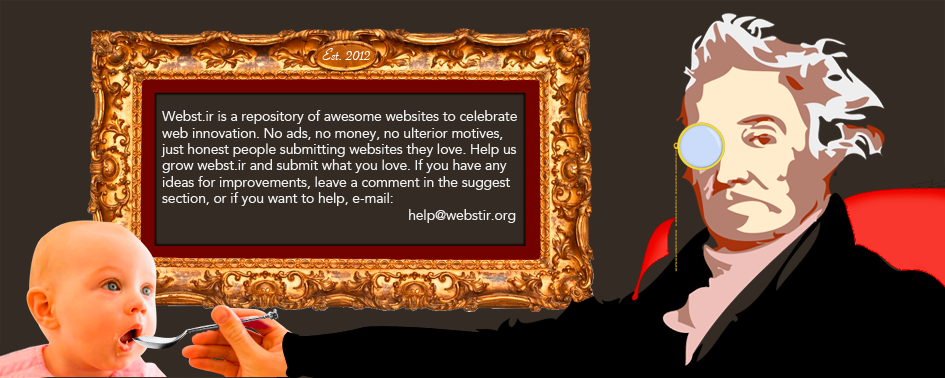 Est. 2012
Webst.ir is a repository of awesome websites to celebrate
web innovation. No ads, no money, no ulterior motives,
just honest people submitting websites they love. Help us
grow webst.ir and submit what you love. If you have any
ideas for improvements, leave a comment in the suggest
section, or if you want to help, e-mail:
help@webstir.org